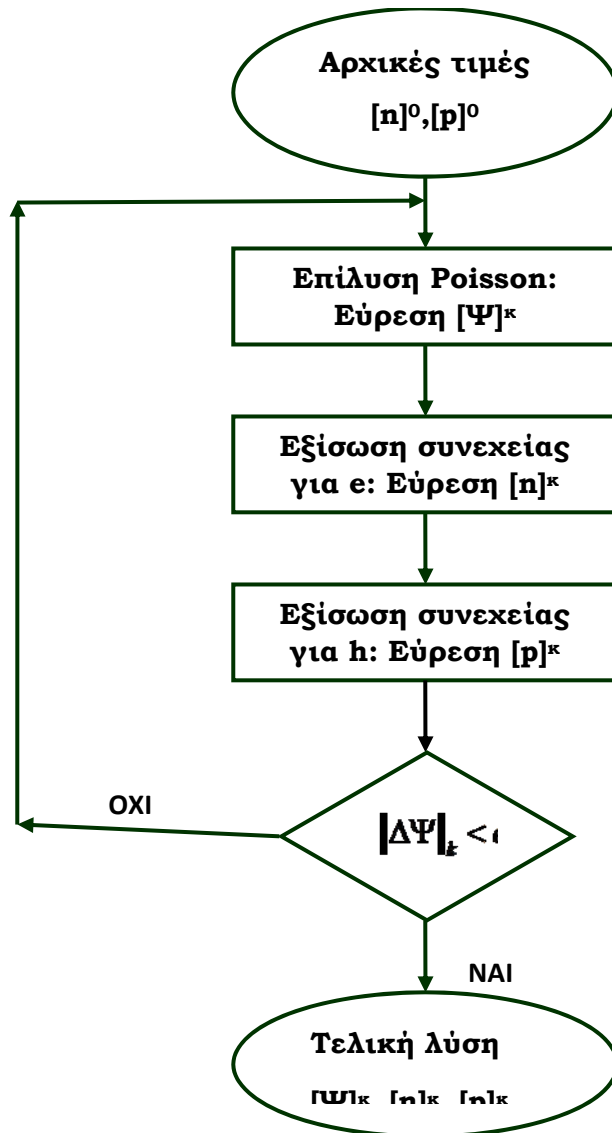 Αρχικές τιμές
[n]⁰,[p]⁰
Επίλυση Poisson:
Εύρεση [Ψ]ᵏ
Εξίσωση συνεχείας
για e: Εύρεση [n]ᵏ
Εξίσωση συνεχείας
για h: Εύρεση [p]ᵏ
ΟΧΙ
|ΔΨ|ₖ <
ΝΑΙ
Τελική λύση
[Ψ]ᵏ, [n]ᵏ, [p]ᵏ